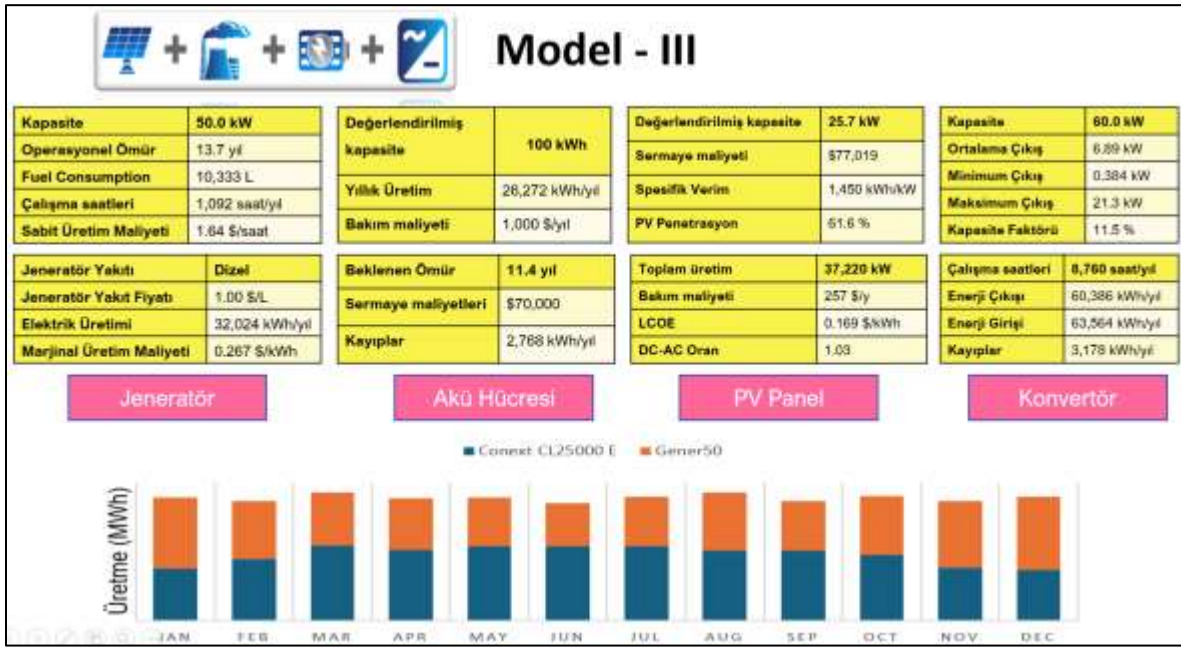 Model - III
Kapasite 50.0 kW
Operasyonel Ömür 13.7 yıl
Fuel Consumption 10,333 L
Çalışma saatleri 1,092 saat/yıl
Sabit Üretim Maliyeti 1.64 $/saat
Değerlendirilmiş kapasite 100 kWh
Yıllık Üretim 26,272 kWh/yıl
Bakım maliyeti 1,000 $/yıl
Değerlendirilmiş kapasite 25.7 kW
Sermaye maliyeti $77,019
Spesifik Verim 1,450 kWh/kW
PV Penetrasyon 61.6 %
Kapasite 60.0 kW
Ortalama Çıkış 6.89 kW
Minimum Çıkış 0.384 kW
Maksimum Çıkış 21.3 kW
Kapasite Faktörü 11.5 %
Jeneratör Yakıtı Dizel
Jeneratör Yakıt Fiyatı 1.00 $/L
Elektrik Üretimi 32,024 kWh/yıl
Marjinal Üretim Maliyeti 0.267 $/kWh
Beklenen Ömür 11.4 yıl
Sermaye maliyetleri $70,000
Kayıplar 2,768 kWh/yıl
Toplam üretim 37,220 kW
Bakım maliyeti 257 $/y
LCOE 0.169 $/kWh
DC-AC Oran 1.03
Çalışma saatleri 8,760 saat/yıl
Enerji Çıkışı 60,386 kWh/yıl
Enerji Girişi 63,564 kWh/yıl
Kayıplar 3,178 kWh/yıl
Jeneratör
Akü Hücresi
PV Panel
Konvertör
Conext CL25000 E Gener50
Üretme (MWh)
JAN FEB MAR APR MAY JUN JUL AUG SEP OCT NOV DEC